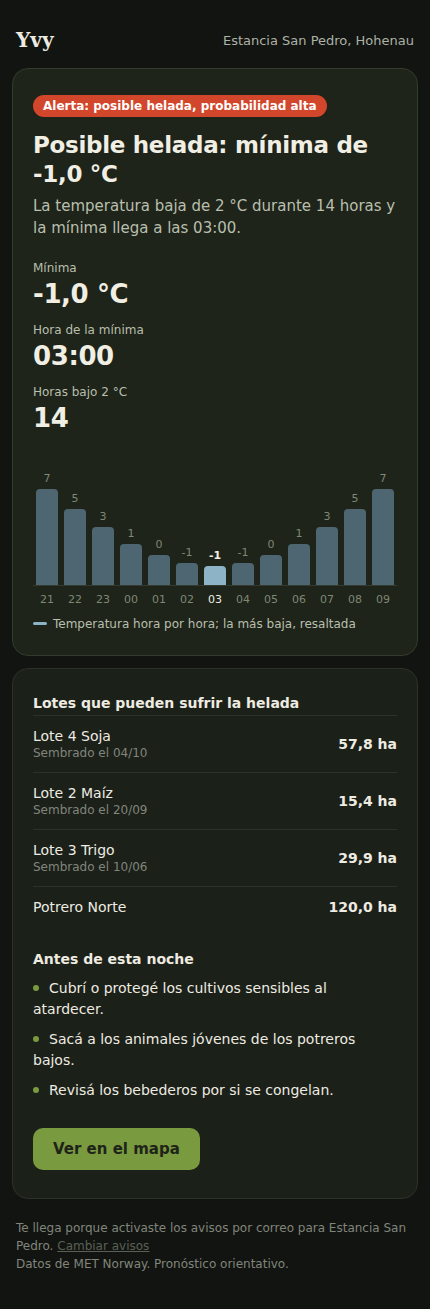 Yvy
Estancia San Pedro, Hohenau
Alerta: posible helada, probabilidad alta
Posible helada: mínima de
-1,0 °C
La temperatura baja de 2 °C durante 14 horas y
la mínima llega a las 03:00.
Mínima
-1,0 °C
Hora de la mínima
03:00
Horas bajo 2 °C
14
7 5 3 1 0 -1 -1 -1 0 1 3 5 7
21 22 23 00 01 02 03 04 05 06 07 08 09
Temperatura hora por hora; la más baja, resaltada
Lotes que pueden sufrir la helada
Lote 4 Soja
Sembrado el 04/10
57,8 ha
Lote 2 Maíz
Sembrado el 20/09
15,4 ha
Lote 3 Trigo
Sembrado el 10/06
29,9 ha
Potrero Norte
120,0 ha
Antes de esta noche
Cubrí o protegé los cultivos sensibles al
atardecer.
Sacá a los animales jóvenes de los potreros
bajos.
Revisá los bebederos por si se congelan.
Ver en el mapa
Te llega porque activaste los avisos por correo para Estancia San
Pedro. Cambiar avisos
Datos de MET Norway. Pronóstico orientativo.